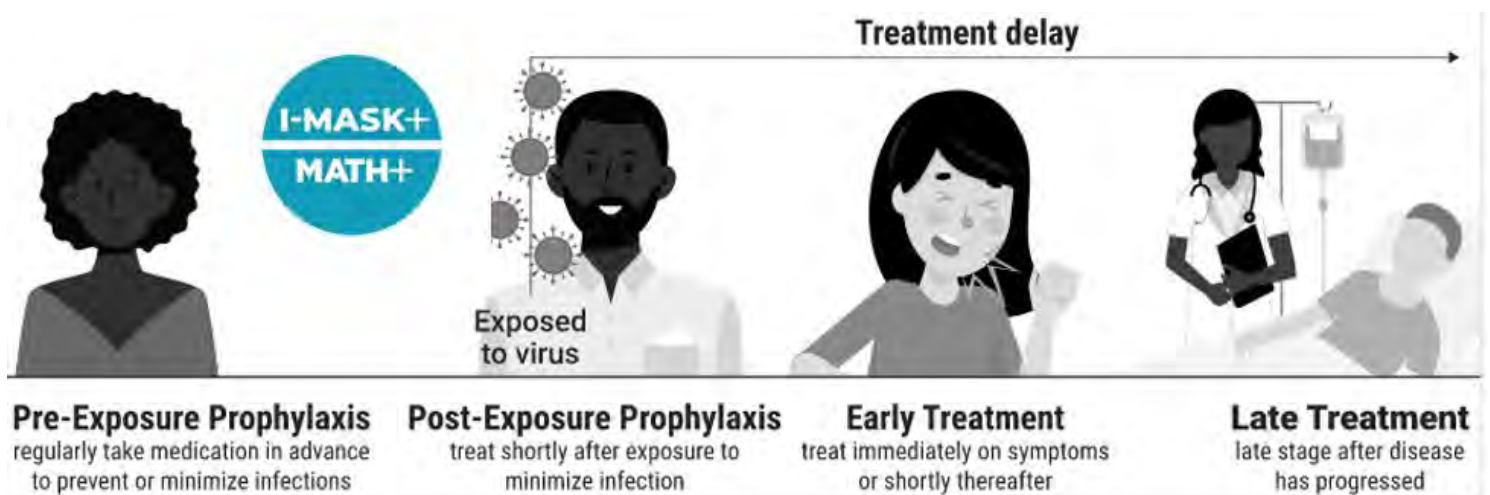 Treatment delay
I-MASK+
MATH+
Exposed
to virus
Pre-Exposure Prophylaxis
regularly take medication in advance
to prevent or minimize infections
Post-Exposure Prophylaxis
treat shortly after exposure to
minimize infection
Early Treatment
treat immediately on symptoms
or shortly thereafter
Late Treatment
late stage after disease
has progressed